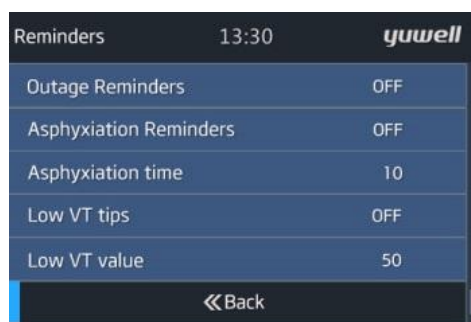 Reminders 13:30 yuwell
Outage Reminders OFF
Asphyxiation Reminders OFF
Asphyxiation time 10
Low VT tips OFF
Low VT value 50
≪Back